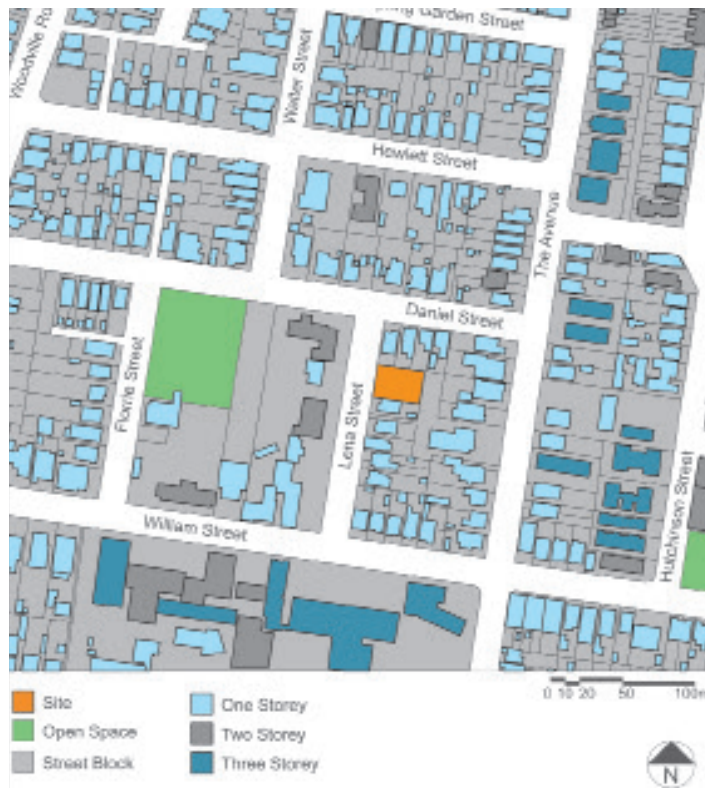 Garden Street
Woodville Ro
Walter Street
Howlett Street
The Avenue
Daniel Street
Florrie Street
Lena Street
William Street
Hutchinson Street
0 10 20 50 100m
Site
Open Space
Street Block
One Storey
Two Storey
Three Storey
N